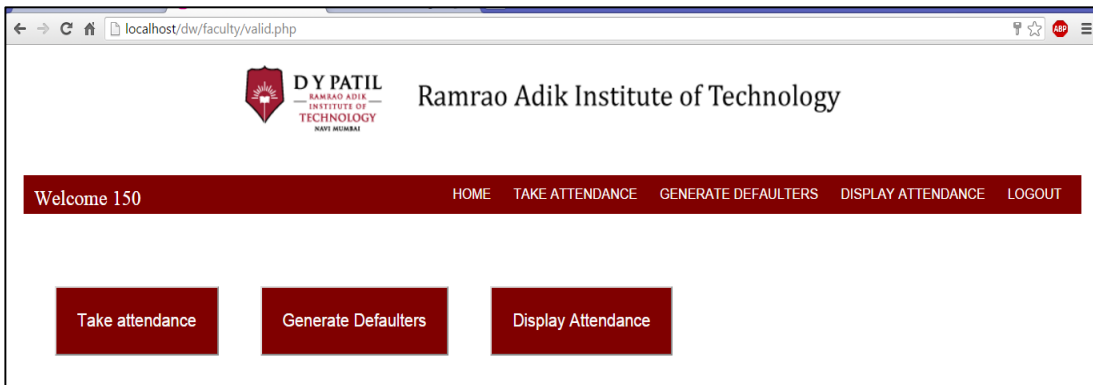 localhost/dw/faculty/valid.php
ABP
D Y PATIL
RAMRAO ADIK
INSTITUTE OF
TECHNOLOGY
NAVI MUMBAI
Ramrao Adik Institute of Technology
Welcome 150 HOME TAKE ATTENDANCE GENERATE DEFAULTERS DISPLAY ATTENDANCE LOGOUT
Take attendance Generate Defaulters Display Attendance